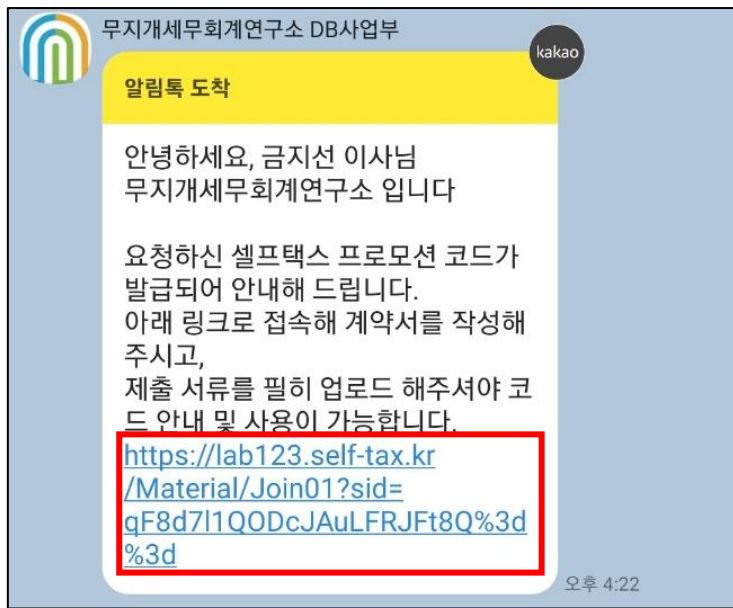 무지개세무회계연구소 DB사업부
kakao
알림톡 도착
안녕하세요, 금지선 이사님
무지개세무회계연구소 입니다
요청하신 셀프택스 프로모션 코드가
발급되어 안내해 드립니다.
아래 링크로 접속해 계약서를 작성해
주시고,
제출 서류를 필히 업로드 해주셔야 코
드 안내 및 사용이 가능합니다.
https://lab123.self-tax.kr
/Material/Join01?sid=
qF8d7l1QODcJAuLFRJFt8Q%3d
%3d
오후 4:22